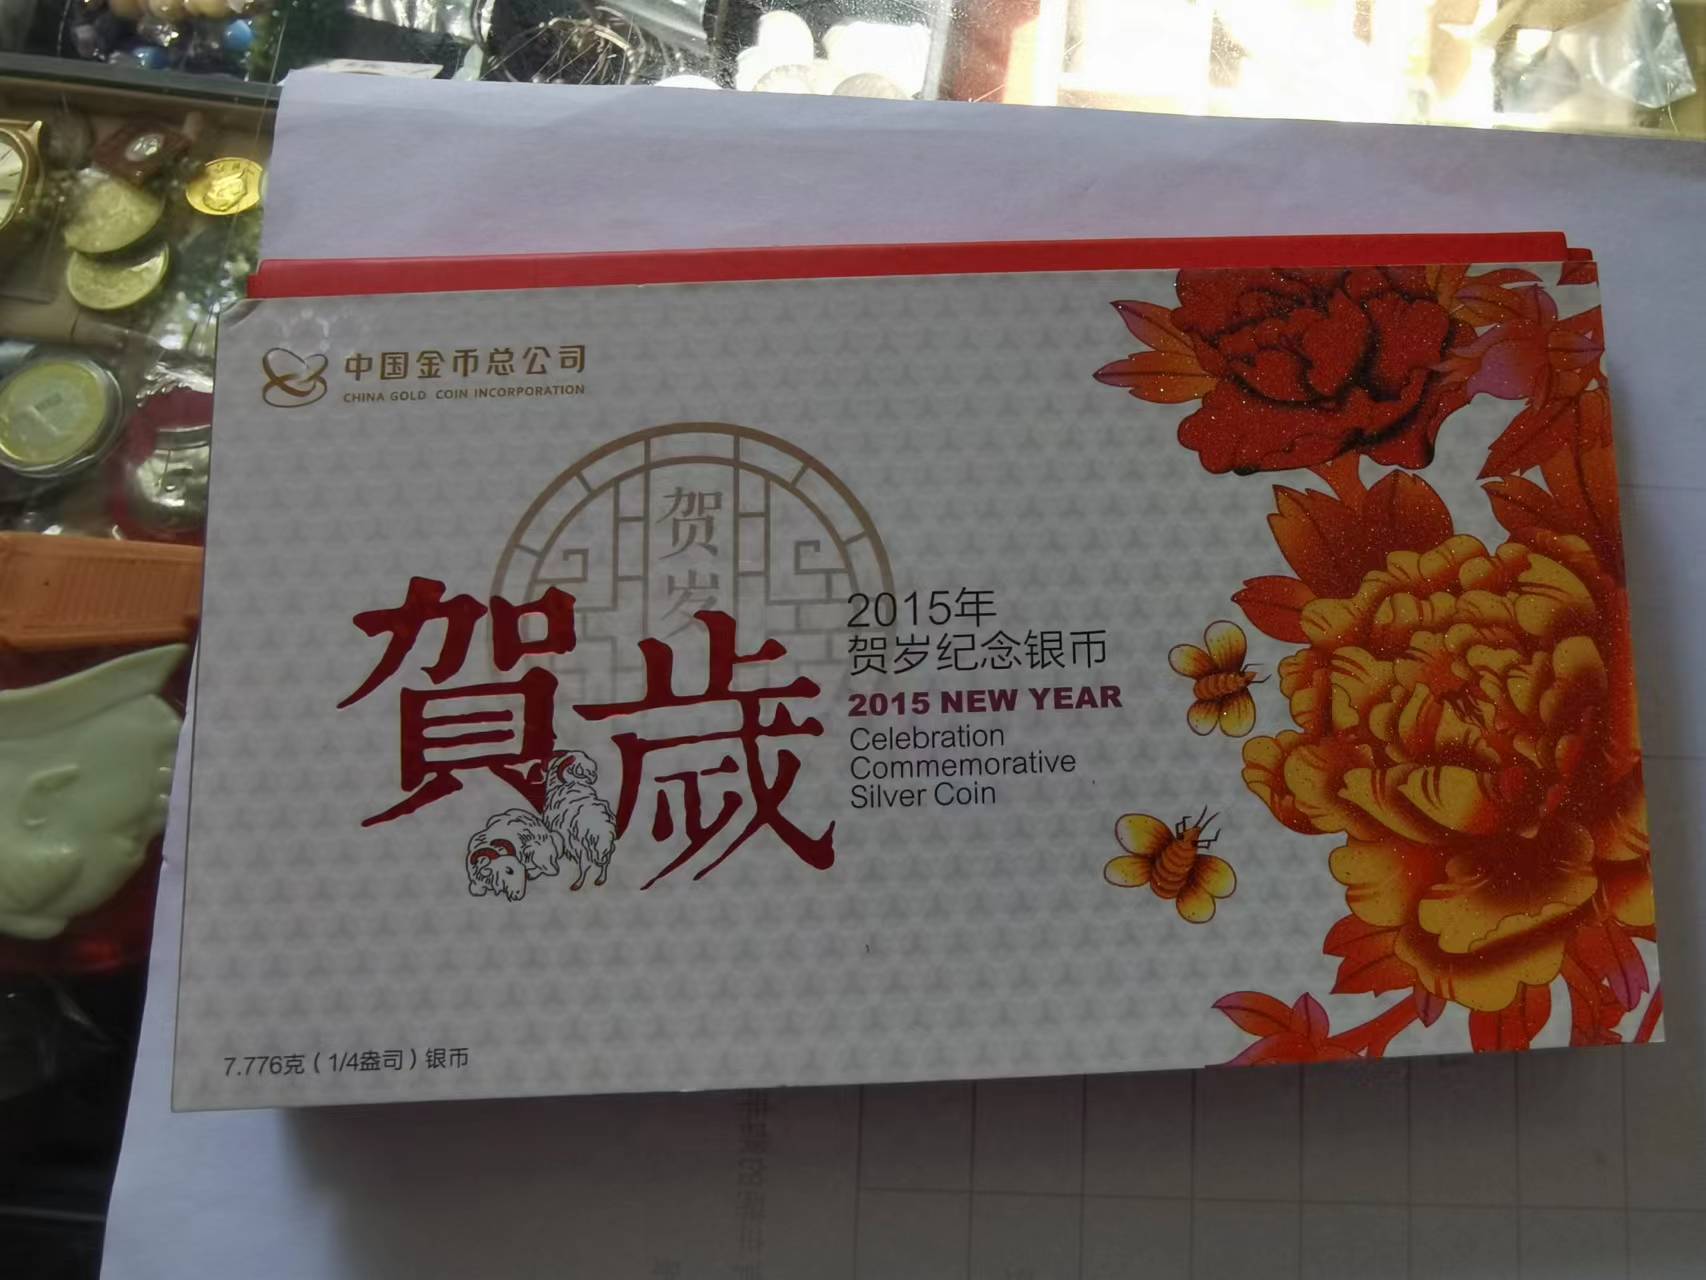 中国金币总公司
CHINA GOLD COIN INCORPORATION
贺岁
賀歲
2015年
贺岁纪念银币
2015 NEW YEAR
Celebration
Commemorative
Silver Coin
7.776克（1/4盎司）银币